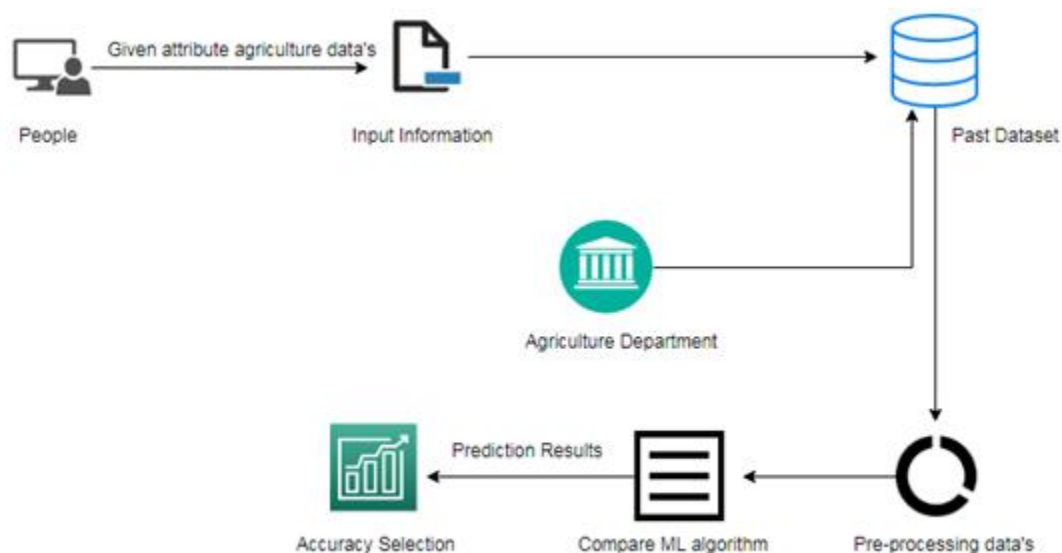 Given attribute agriculture data's
People
Input Information
Past Dataset
Agriculture Department
Prediction Results
Accuracy Selection
Compare ML algorithm
Pre-processing data's